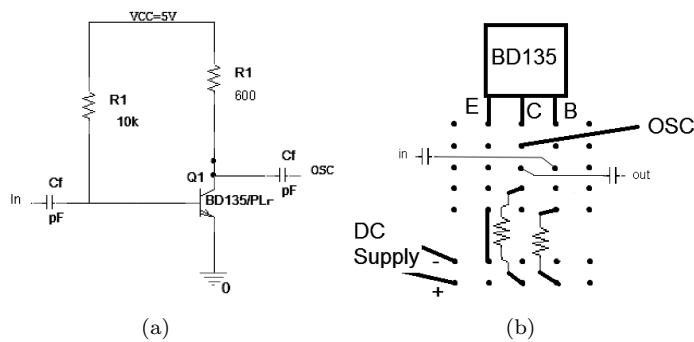 VCC=5V
R1
10k
R1
600
Cf
pF
OSC
Q1
BD135/PLP
In
Cf
pF
0
(a)
BD135
E
C
B
OSC
in
out
DC
Supply
-
+
(b)